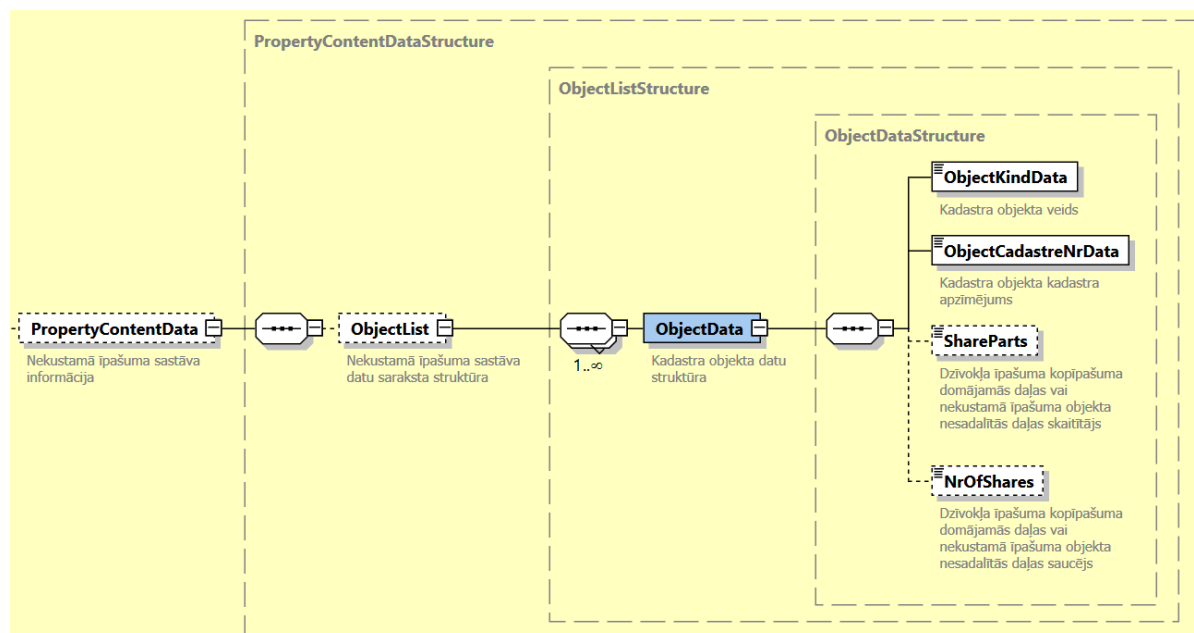 PropertyContentDataStructure
ObjectListStructure
ObjectDataStructure
ObjectKindData
Kadastra objekta veids
ObjectCadastreNrData
Kadastra objekta kadastra
apzīmējums
PropertyContentData
Nekustamā īpašuma sastāva
informācija
ObjectList
Nekustamā īpašuma sastāva
datu saraksta struktūra
1..∞
ObjectData
Kadastra objekta datu
struktūra
ShareParts
Dzīvokļa īpašuma kopīpašuma
domājamās daļas vai
nekustamā īpašuma objekta
nesadalītās daļas skaitītājs
NrOfShares
Dzīvokļa īpašuma kopīpašuma
domājamās daļas vai
nekustamā īpašuma objekta
nesadalītās daļas saucējs